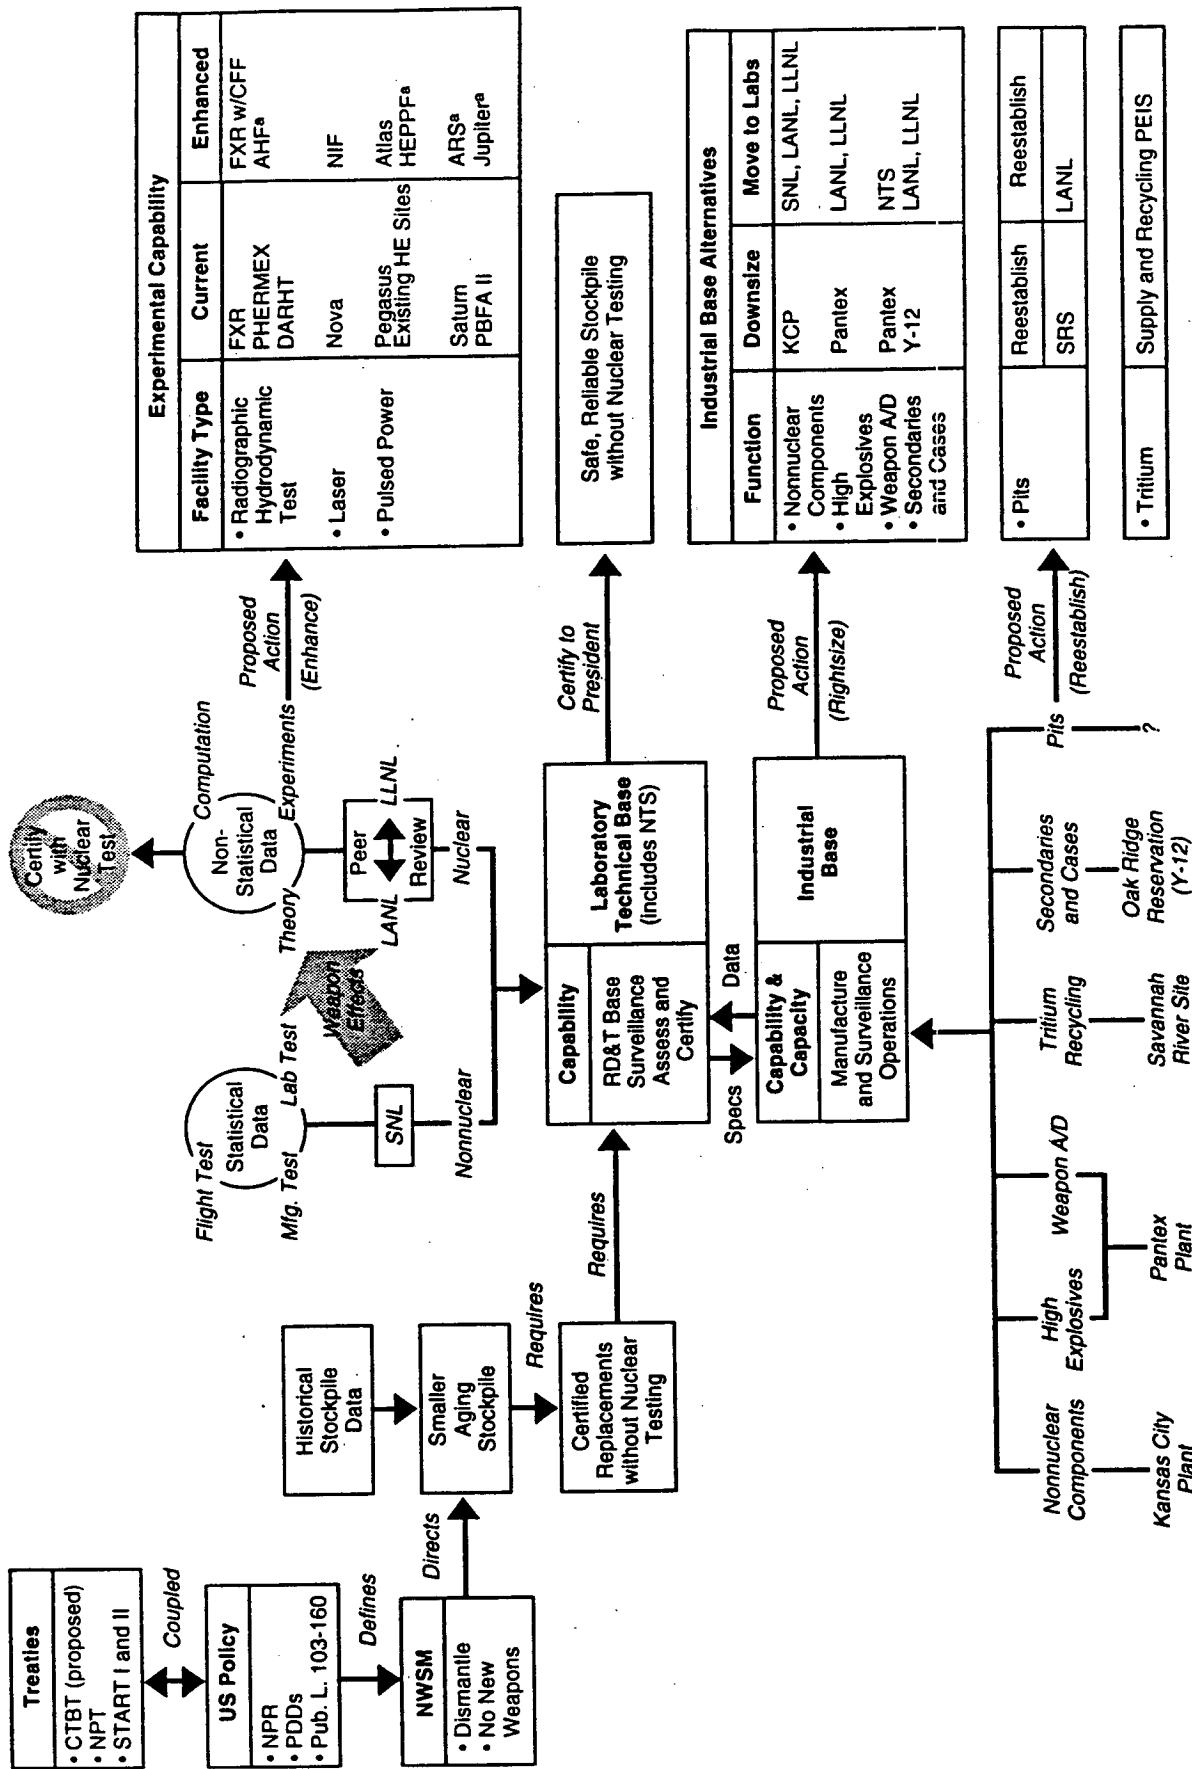 Treaties
• CTBT (proposed)
• NPT
• START I and II
Coupled
US Policy
• NPR
• PDDs
• Pub. L. 103-160
Defines
NWSM
• Dismantle
• No New
Weapons
Directs
Historical
Stockpile
Data
Smaller
Aging
Stockpile
Requires
Certified
Replacements
without Nuclear
Testing
Requires
Flight Test
Statistical
Data
Mfg. Test
Lab Test
SNL
Nonnuclear
Weapon
Effects
Certify
with
Nuclear
Test
Computation
Non-
Statistical
Data
Theory
Experiments
Peer
Review
LANL
LLNL
Nuclear
Capability
RD&T Base
Surveillance
Assess and
Certify
Laboratory
Technical Base
(includes NTS)
Specs
Data
Capability &
Capacity
Manufacture
and Surveillance
Operations
Industrial
Base
Nonnuclear
Components
Kansas City
Plant
High
Explosives
Weapon A/D
Pantex
Plant
Tritium
Recycling
Savannah
River Site
Secondaries
and Cases
Oak Ridge
Reservation
(Y-12)
Pits
?
Proposed
Action
(Enhance)
Experimental Capability
Facility Type Current Enhanced
• Radiographic FXR FXR w/CFF
Hydrodynamic PHERMEX AHFa
Test DARHT
• Laser Nova NIF
• Pulsed Power Pegasus Atlas
Existing HE Sites HEPPFa
Saturn ARSa
PBFA II Jupitera
Certify to
President
Safe, Reliable Stockpile
without Nuclear Testing
Proposed
Action
(Rightsize)
Industrial Base Alternatives
Function Downsize Move to Labs
• Nonnuclear KCP SNL, LANL, LLNL
Components
• High Pantex LANL, LLNL
Explosives
• Weapon A/D Pantex NTS
• Secondaries Y-12 LANL, LLNL
and Cases
Proposed
Action
(Reestablish)
• Pits Reestablish Reestablish
SRS LANL
• Tritium Supply and Recycling PEIS